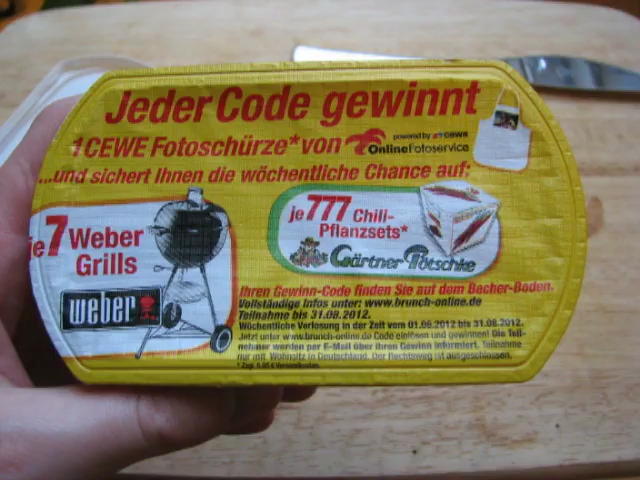 Jeder Code gewinnt
1 CEWE Fotoschürze* von
powered by CEWE
OnlineFotoservice
...und sichert Ihnen die wöchentliche Chance auf:
je 7 Weber
Grills
weber
je 777 Chili-
Pflanzsets*
Gärtner Pötschke
Ihren Gewinn-Code finden Sie auf dem Becher-Boden.
Vollständige Infos unter: www.brunch-online.de
Teilnahme bis 31.08.2012.
Wöchentliche Verlosung in der Zeit vom 01.06.2012 bis 31.08.2012.
Jetzt unter www.brunch-online.de Code einlösen und gewinnen! Die Teil-
nehmer werden per E-Mail über ihren Gewinn informiert. Teilnahme
nur mit Wohnsitz in Deutschland. Der Rechtsweg ist ausgeschlossen.